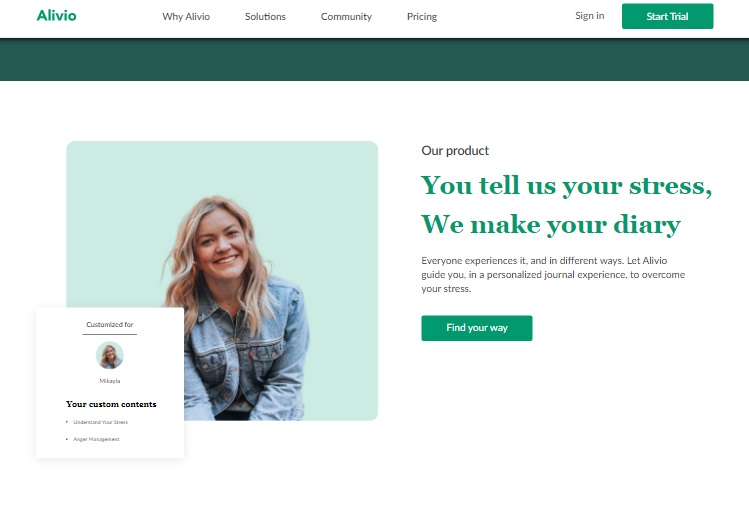 Alivio
Why Alivio
Solutions
Community
Pricing
Sign in
Start Trial
Our product
You tell us your stress,
We make your diary
Everyone experiences it, and in different ways. Let Alivio
guide you, in a personalized journal experience, to overcome
your stress.
Find your way
Customized for
Mikayla
Your custom contents
• Understand Your Stress
• Anger Management